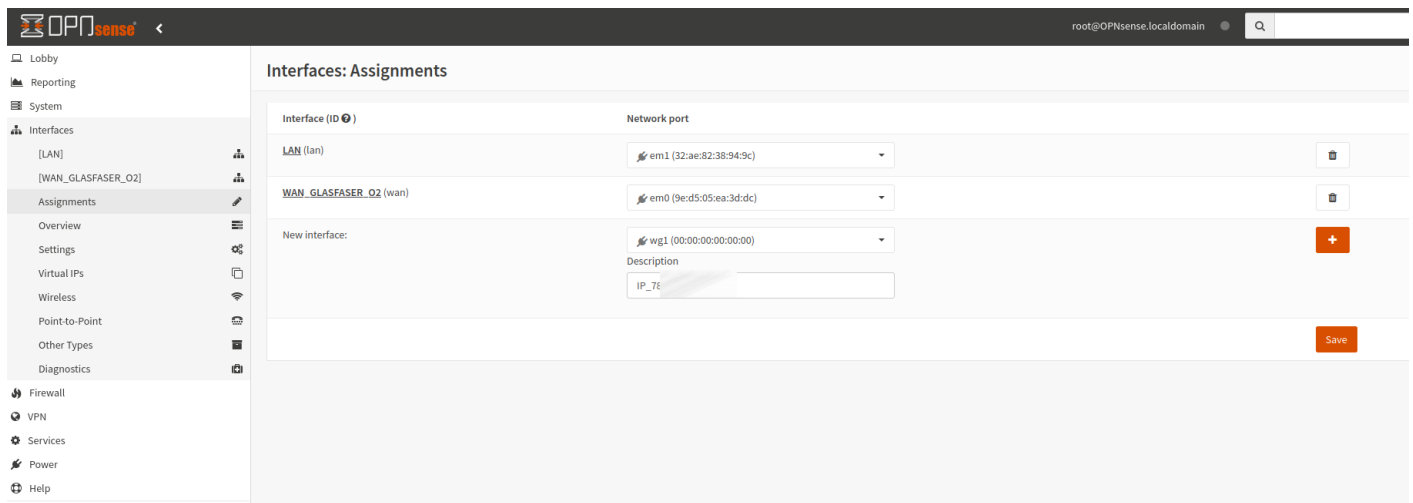 OPNsense
root@OPNsense.localdomain
Lobby
Reporting
System
Interfaces
[LAN]
[WAN_GLASFASER_O2]
Assignments
Overview
Settings
Virtual IPs
Wireless
Point-to-Point
Other Types
Diagnostics
Firewall
VPN
Services
Power
Help
Interfaces: Assignments
Interface (ID ) Network port
LAN (lan) em1 (32:ae:82:38:94:9c)
WAN_GLASFASER_O2 (wan) em0 (9e:d5:05:ea:3d:dc)
New interface: wg1 (00:00:00:00:00:00)
Description
IP_78
Save